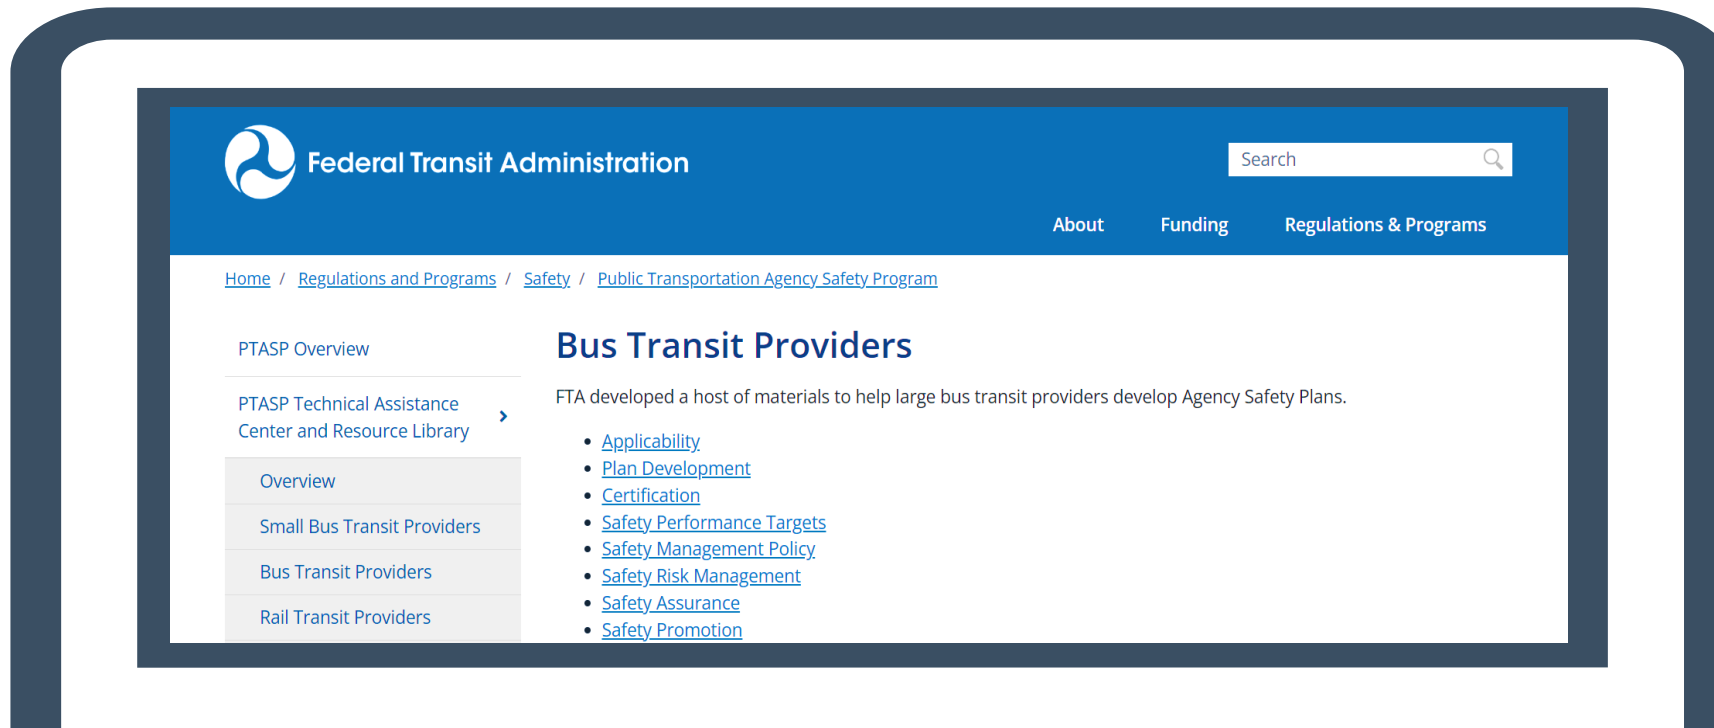 Federal Transit Administration
Search
About Funding Regulations & Programs
Home / Regulations and Programs / Safety / Public Transportation Agency Safety Program
PTASP Overview
PTASP Technical Assistance
Center and Resource Library
Overview
Small Bus Transit Providers
Bus Transit Providers
Rail Transit Providers
Bus Transit Providers
FTA developed a host of materials to help large bus transit providers develop Agency Safety Plans.
• Applicability
• Plan Development
• Certification
• Safety Performance Targets
• Safety Management Policy
• Safety Risk Management
• Safety Assurance
• Safety Promotion